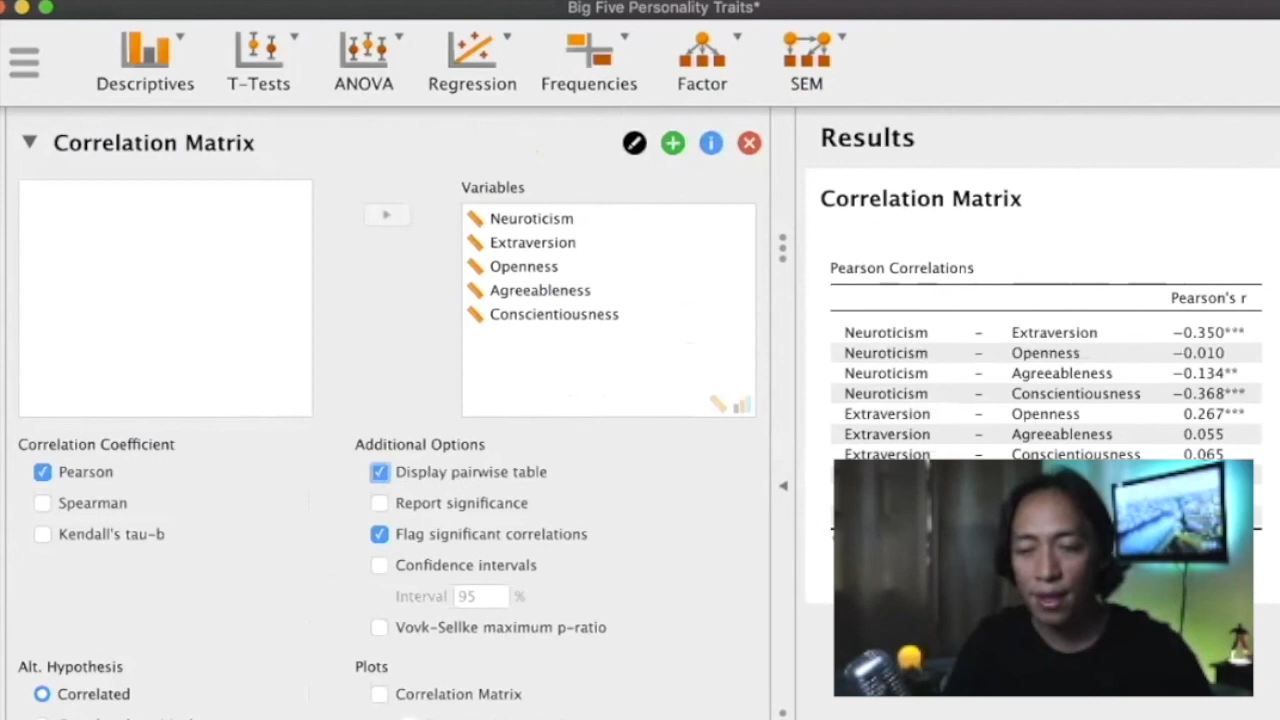 Big Five Personality Traits*
Descriptives T-Tests ANOVA Regression Frequencies Factor SEM
Correlation Matrix
Variables
Neuroticism
Extraversion
Openness
Agreeableness
Conscientiousness
Correlation Coefficient
Pearson
Spearman
Kendall's tau-b
Additional Options
Display pairwise table
Report significance
Flag significant correlations
Confidence intervals
Interval 95 %
Vovk-Sellke maximum p-ratio
Alt. Hypothesis
Correlated
Plots
Correlation Matrix
Results
Correlation Matrix
Pearson Correlations
Pearson's r
Neuroticism – Extraversion −0.350***
Neuroticism – Openness −0.010
Neuroticism – Agreeableness −0.134**
Neuroticism – Conscientiousness −0.368***
Extraversion – Openness 0.267***
Extraversion – Agreeableness 0.055
Extraversion – Conscientiousness 0.065